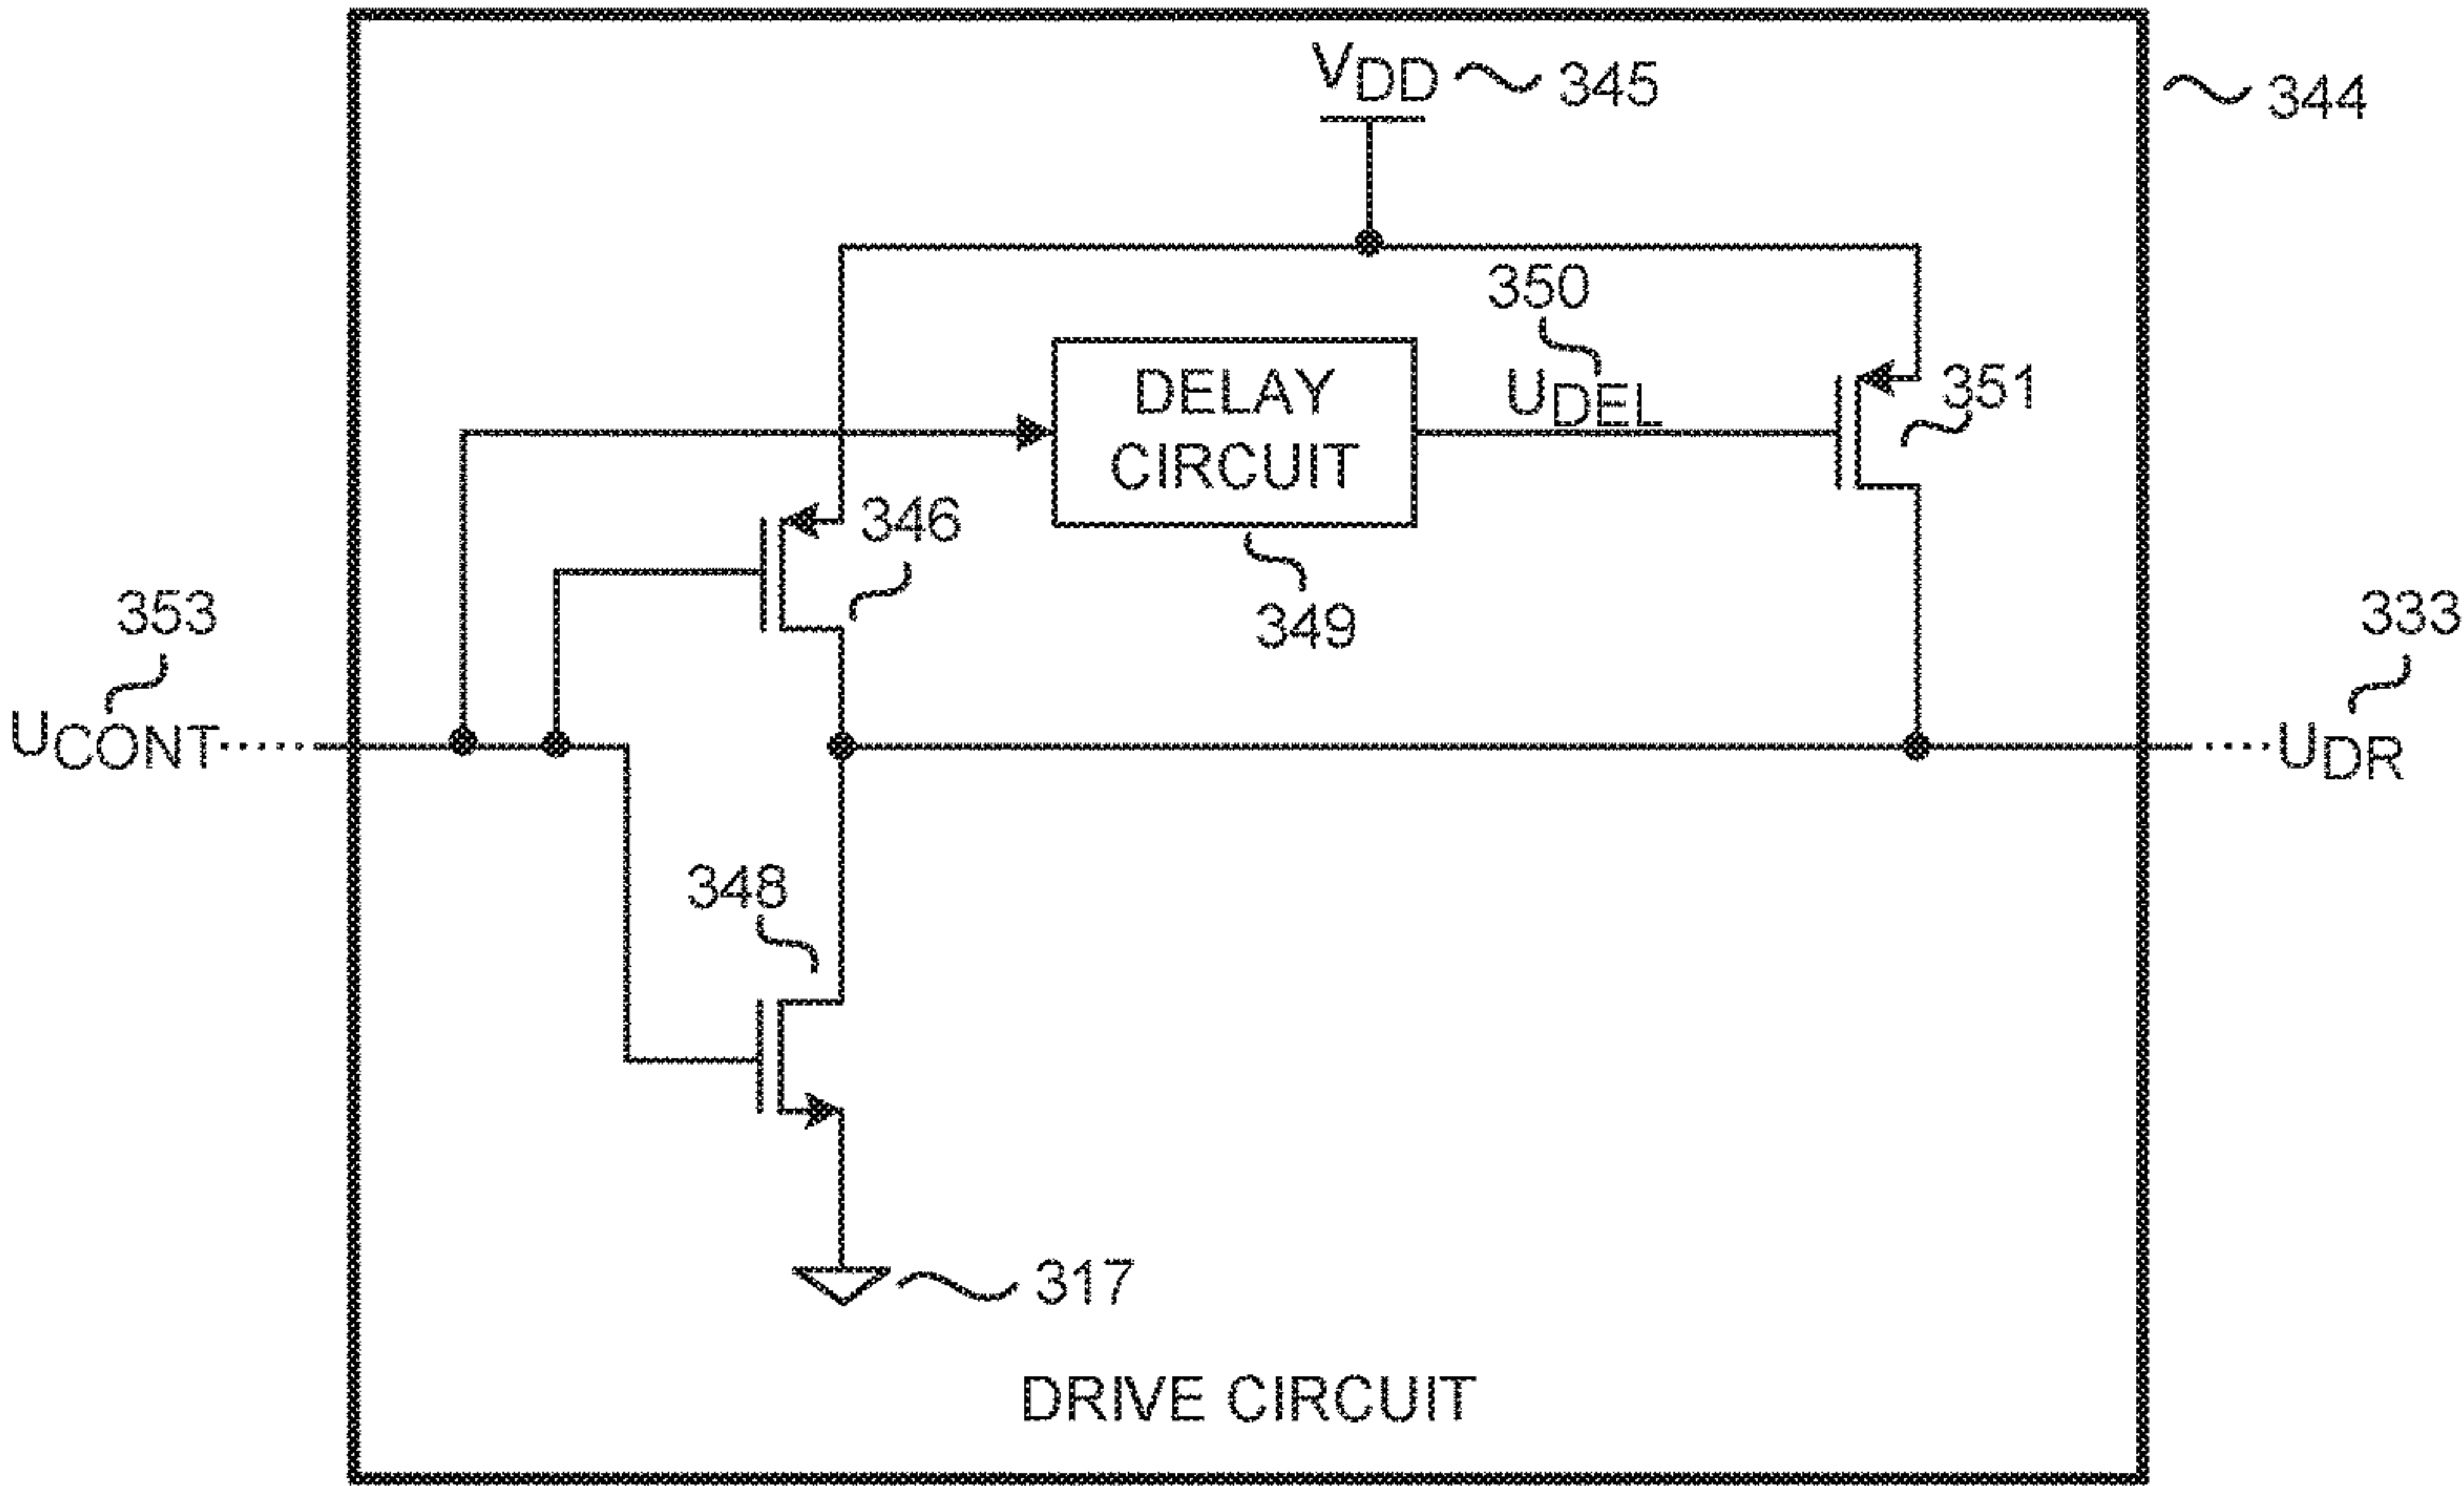 VDD 345
344
350
UDEL
DELAY
CIRCUIT
351
346
349
353
UCONT
333
UDR
348
317
DRIVE CIRCUIT